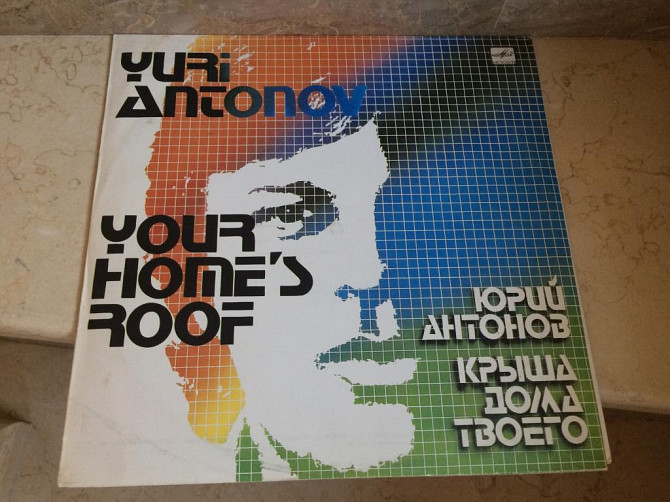 YURI
ANTONOV
YOUR
HOME'S
ROOF
ЮРИЙ
АНТОНОВ
КРЫША
ДОМА
ТВОЕГО